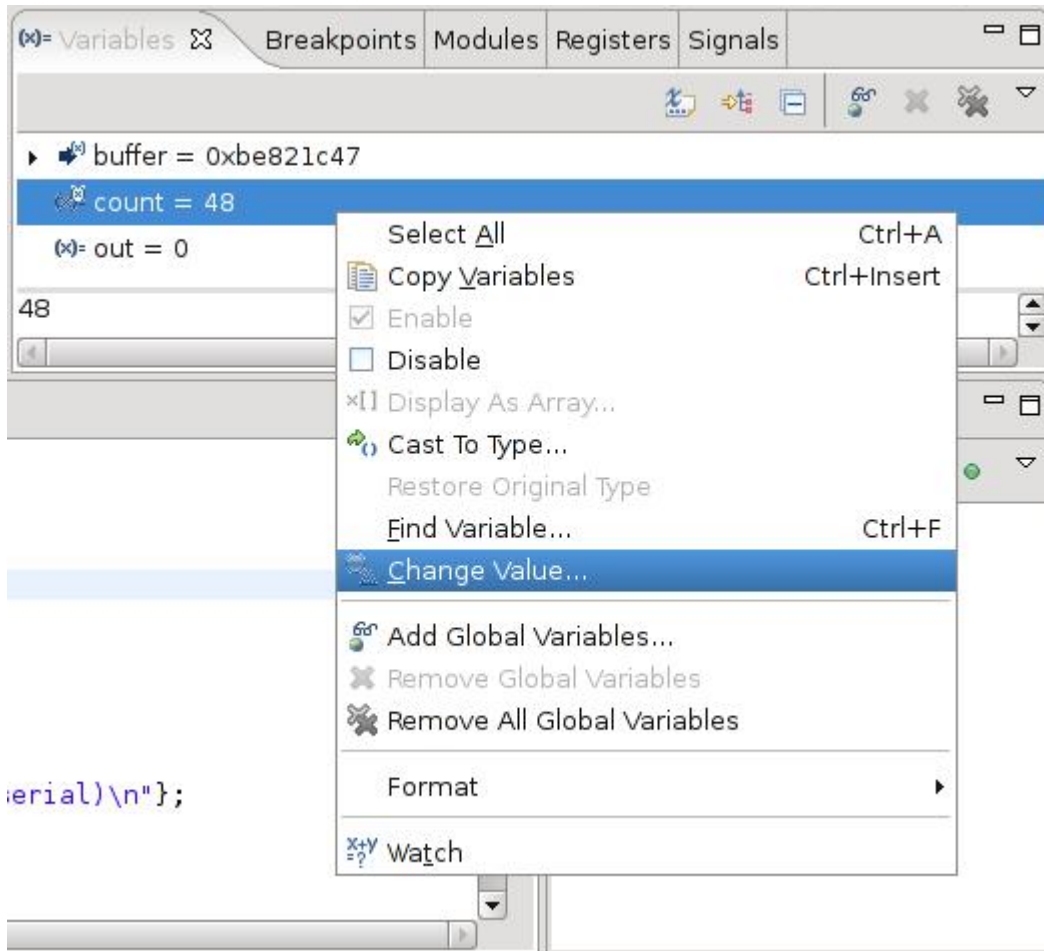 (x)= Variables Breakpoints Modules Registers Signals
buffer = 0xbe821c47
count = 48
(x)= out = 0
48
Select All Ctrl+A
Copy Variables Ctrl+Insert
Enable
Disable
×[] Display As Array...
Cast To Type...
Restore Original Type
Find Variable... Ctrl+F
Change Value...
Add Global Variables...
Remove Global Variables
Remove All Global Variables
Format
Watch
erial)\n"};